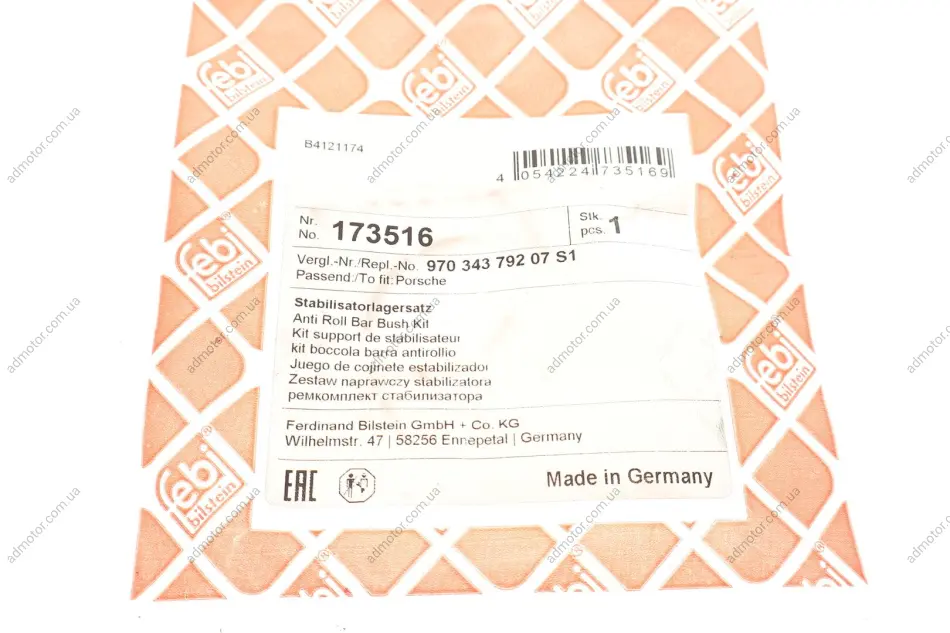 febi
bilstein
B4121174
4 054224 735169
Nr.
No. 173516
Stk.
pcs. 1
Vergl.-Nr./Repl.-No. 970 343 792 07 S1
Passend:/To fit: Porsche
Stabilisatorlagersatz
Anti Roll Bar Bush Kit
Kit support de stabilisateur
kit boccola barra antirollio
Juego de cojinete estabilizador
Zestaw naprawczy stabilizatora
ремкомплект стабилизатора
Ferdinand Bilstein GmbH + Co. KG
Wilhelmstr. 47 | 58256 Ennepetal | Germany
EAC
Made in Germany
admotor.com.ua